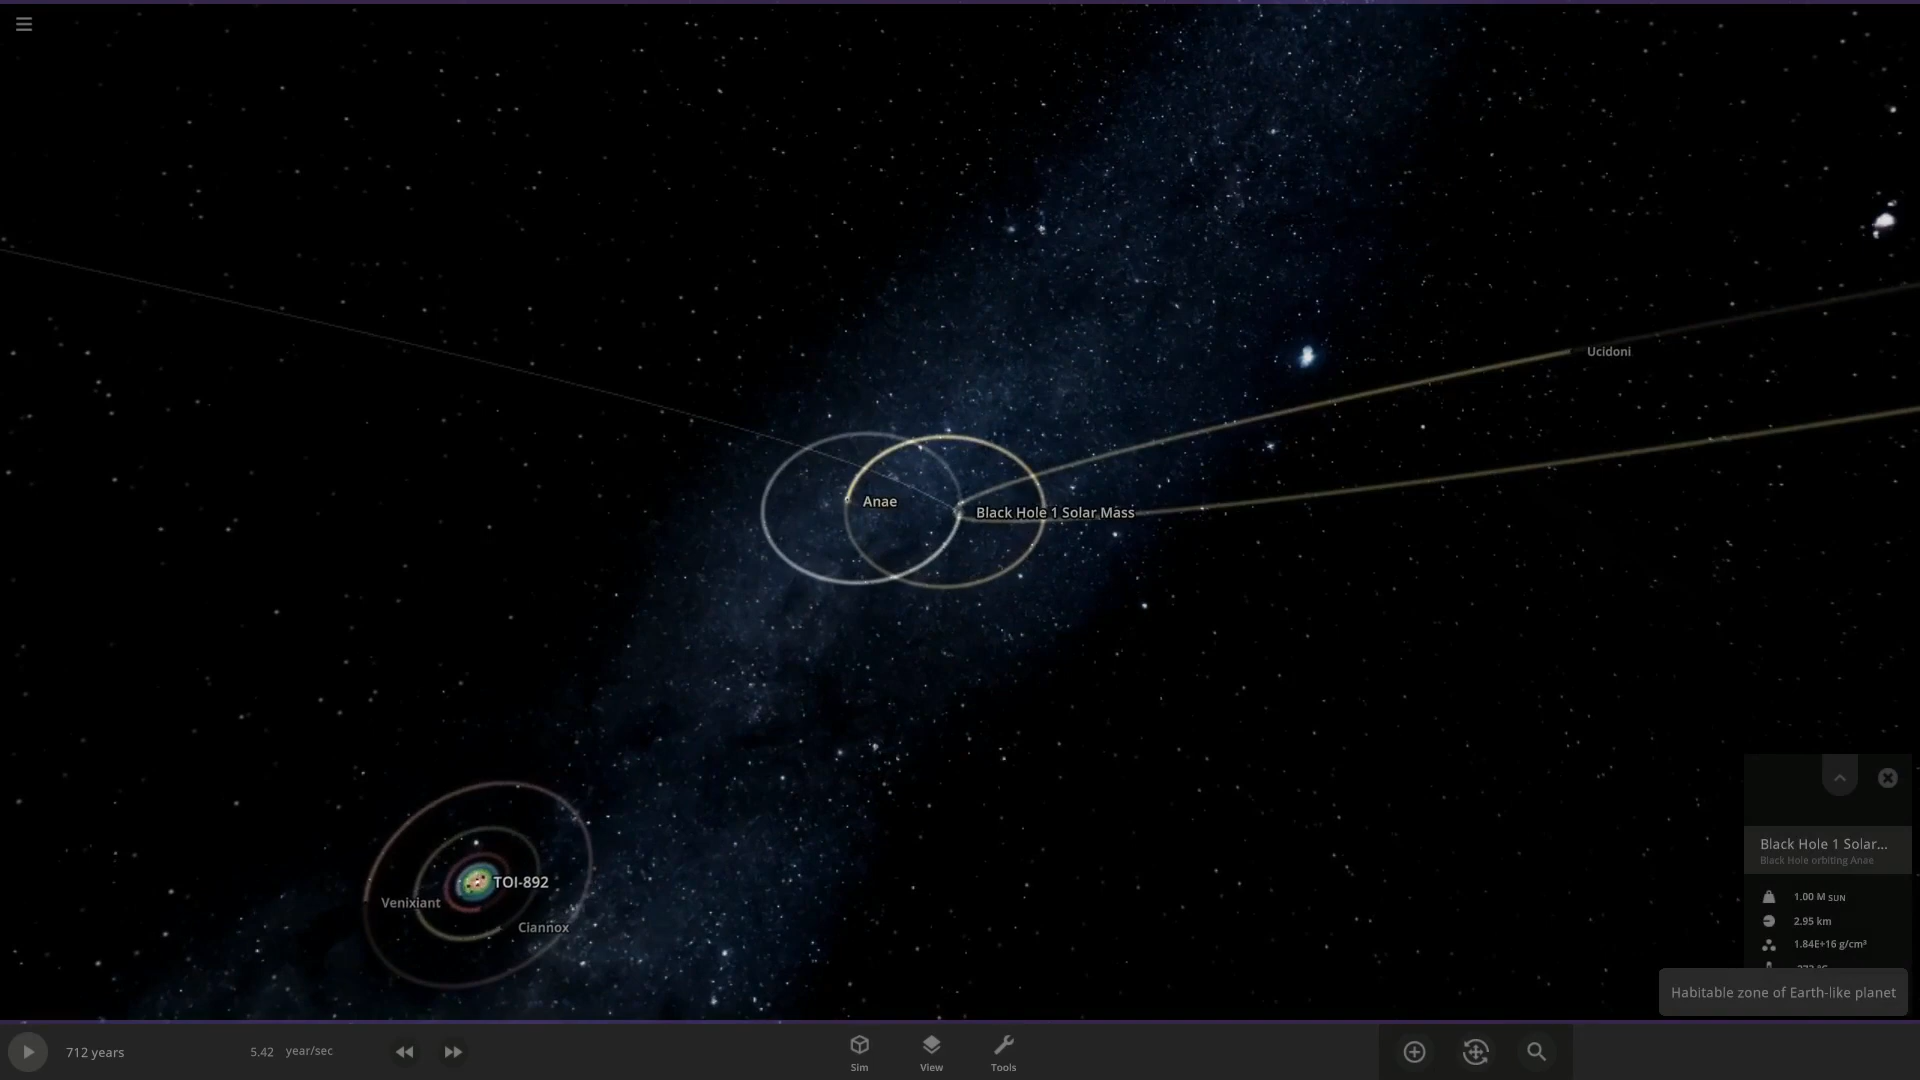 Ucidoni
Anae
Black Hole 1 Solar Mass
TOI-892
Venixiant
Ciannox
Black Hole 1 Solar...
Black Hole orbiting Anae
1.00 M SUN
2.95 km
1.84E+16 g/cm³
Habitable zone of Earth-like planet
712 years
5.42 year/sec
Sim
View
Tools